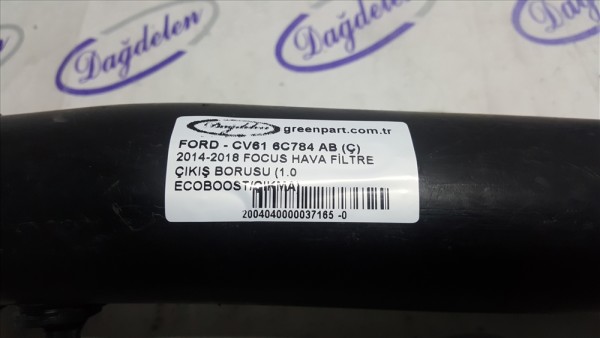 Dağdelen
Dağdelen
Dağdelen greenpart.com.tr
FORD - CV61 6C784 AB (Ç)
2014-2018 FOCUS HAVA FİLTRE
ÇIKIŞ BORUSU (1.0
ECOBOOST/ÇIKMA)
2004040000037165 -0